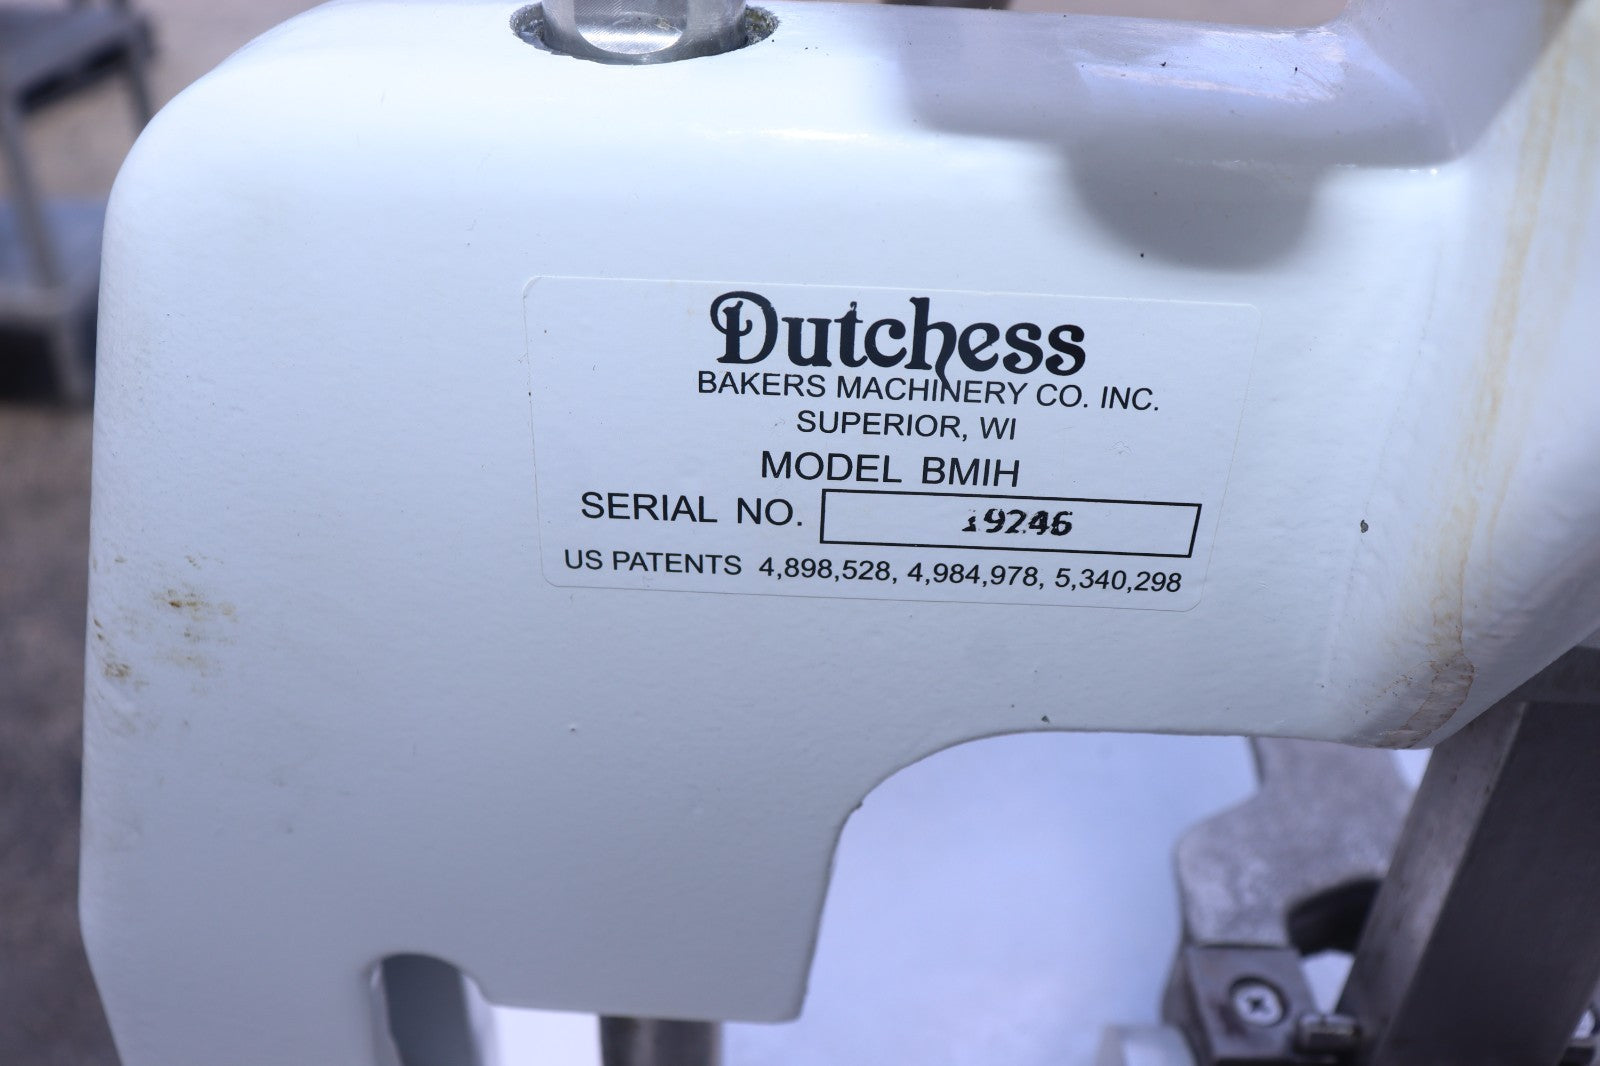 Dutchess
BAKERS MACHINERY CO. INC.
SUPERIOR, WI
MODEL BMIH
SERIAL NO. 19246
US PATENTS 4,898,528, 4,984,978, 5,340,298